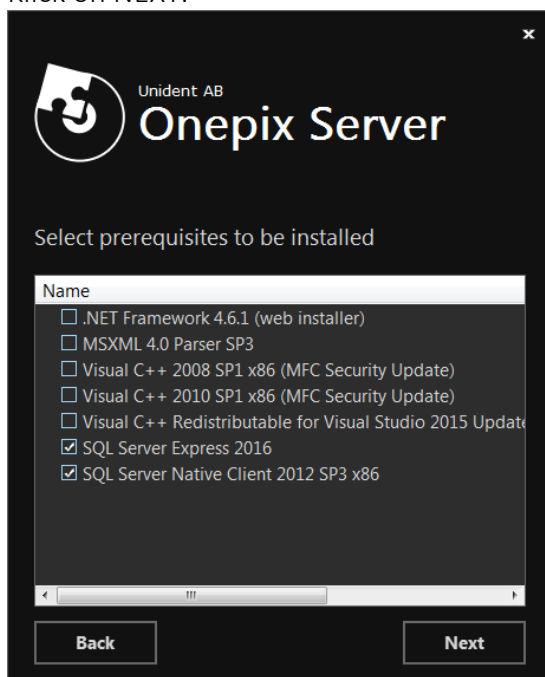 x
Unident AB
Onepix Server
Select prerequisites to be installed
Name
.NET Framework 4.6.1 (web installer)
MSXML 4.0 Parser SP3
Visual C++ 2008 SP1 x86 (MFC Security Update)
Visual C++ 2010 SP1 x86 (MFC Security Update)
Visual C++ Redistributable for Visual Studio 2015 Update
SQL Server Express 2016
SQL Server Native Client 2012 SP3 x86
Back
Next